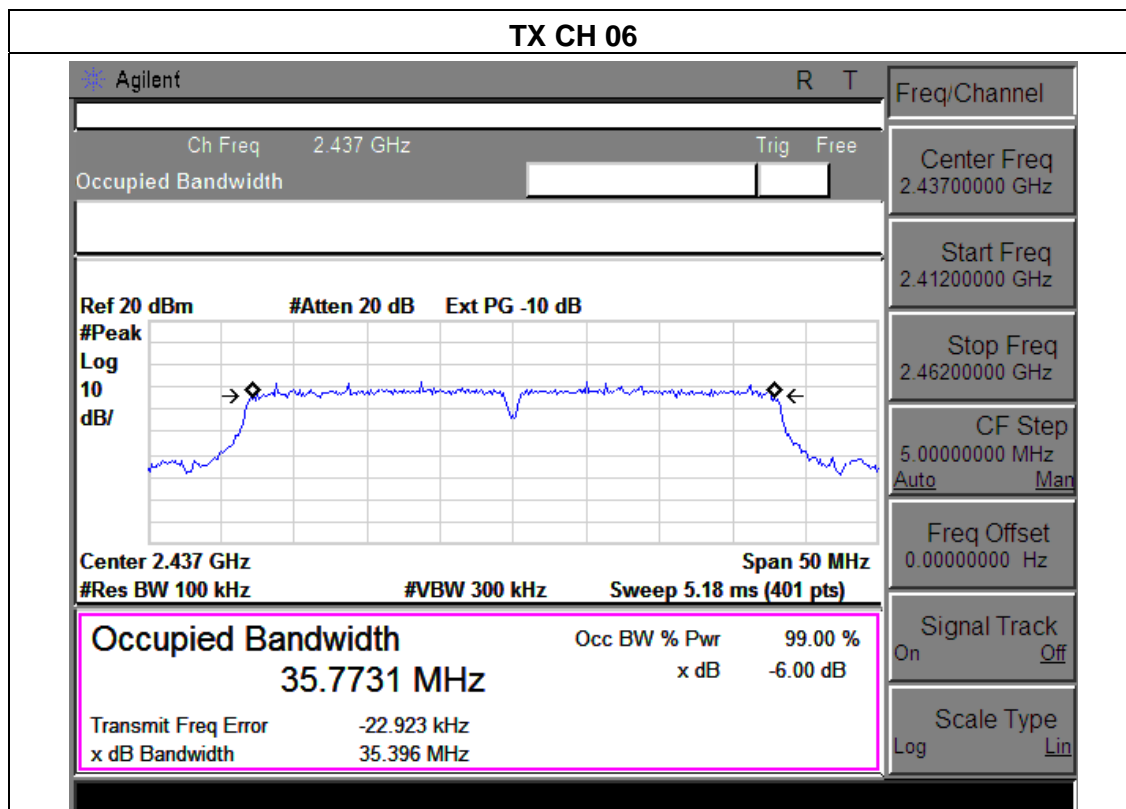 TX CH 06
Agilent R T
Freq/Channel
Ch Freq 2.437 GHz Trig Free
Occupied Bandwidth
Center Freq
2.43700000 GHz
Start Freq
2.41200000 GHz
Ref 20 dBm #Atten 20 dB Ext PG -10 dB
#Peak
Log
10
dB/
Stop Freq
2.46200000 GHz
CF Step
5.00000000 MHz
Auto Man
Freq Offset
0.00000000 Hz
Center 2.437 GHz Span 50 MHz
#Res BW 100 kHz #VBW 300 kHz Sweep 5.18 ms (401 pts)
Occupied Bandwidth Occ BW % Pwr 99.00 %
35.7731 MHz x dB -6.00 dB
Transmit Freq Error -22.923 kHz
x dB Bandwidth 35.396 MHz
Signal Track
On Off
Scale Type
Log Lin